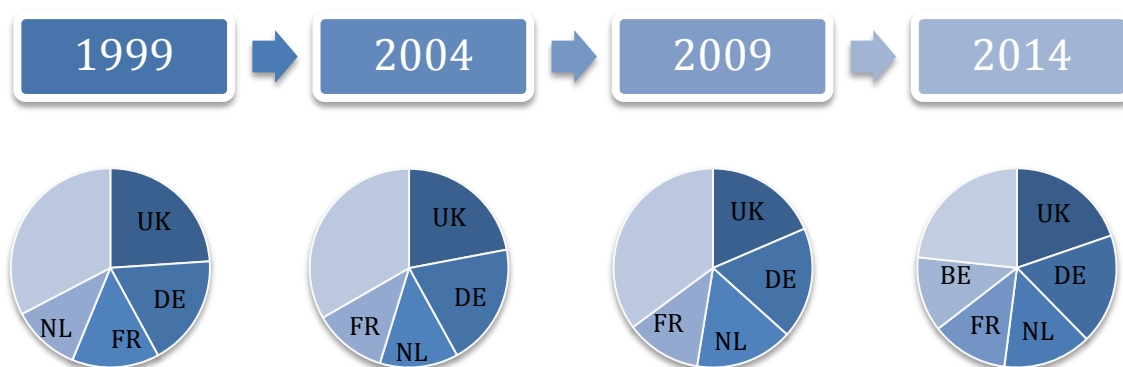 1999 2004 2009 2014
UK UK UK UK
DE DE DE DE
NL FR FR NL FR NL BE FR NL